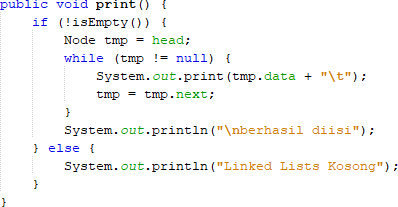 public void print() {
    if (!isEmpty()) {
        Node tmp = head;
        while (tmp != null) {
            System.out.print(tmp.data + "\t");
            tmp = tmp.next;
        }
        System.out.println("\nberhasil diisi");
    } else {
        System.out.println("Linked Lists Kosong");
    }
}